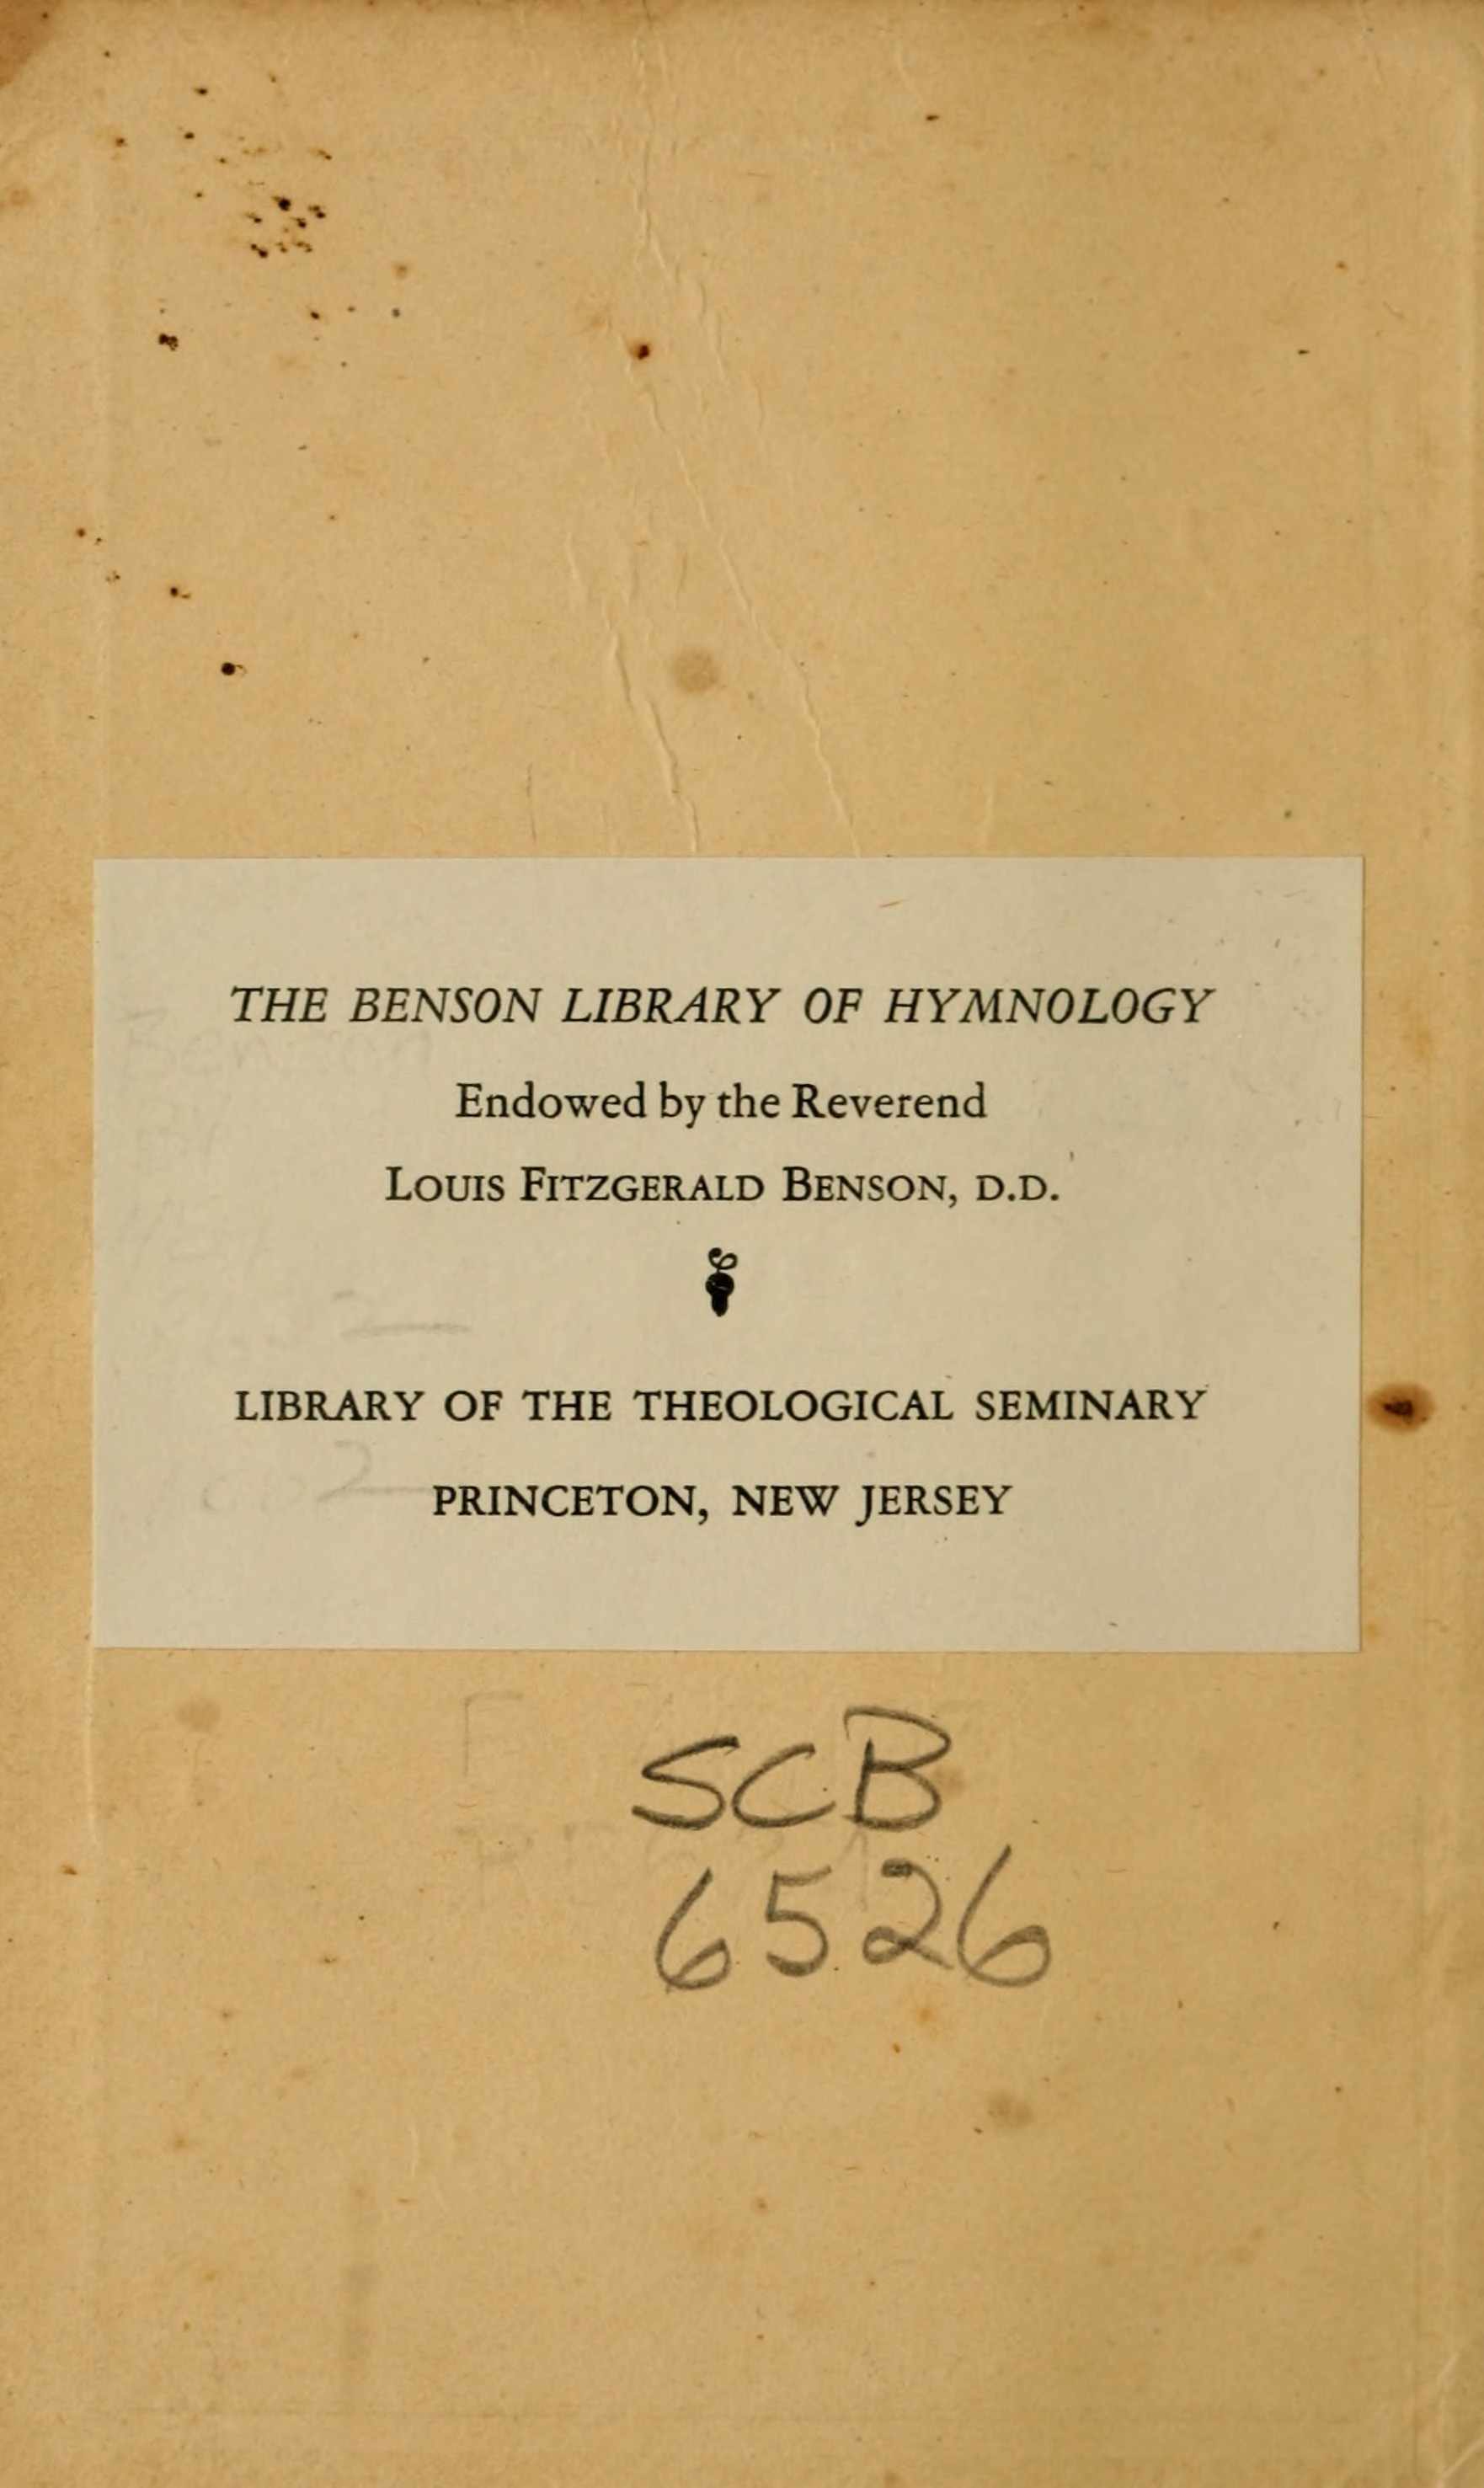 THE BENSON LIBRARY OF HYMNOLOGY
Endowed by the Reverend
LOUIS FITZGERALD BENSON, D.D.
LIBRARY OF THE THEOLOGICAL SEMINARY
PRINCETON, NEW JERSEY
SCB
6526